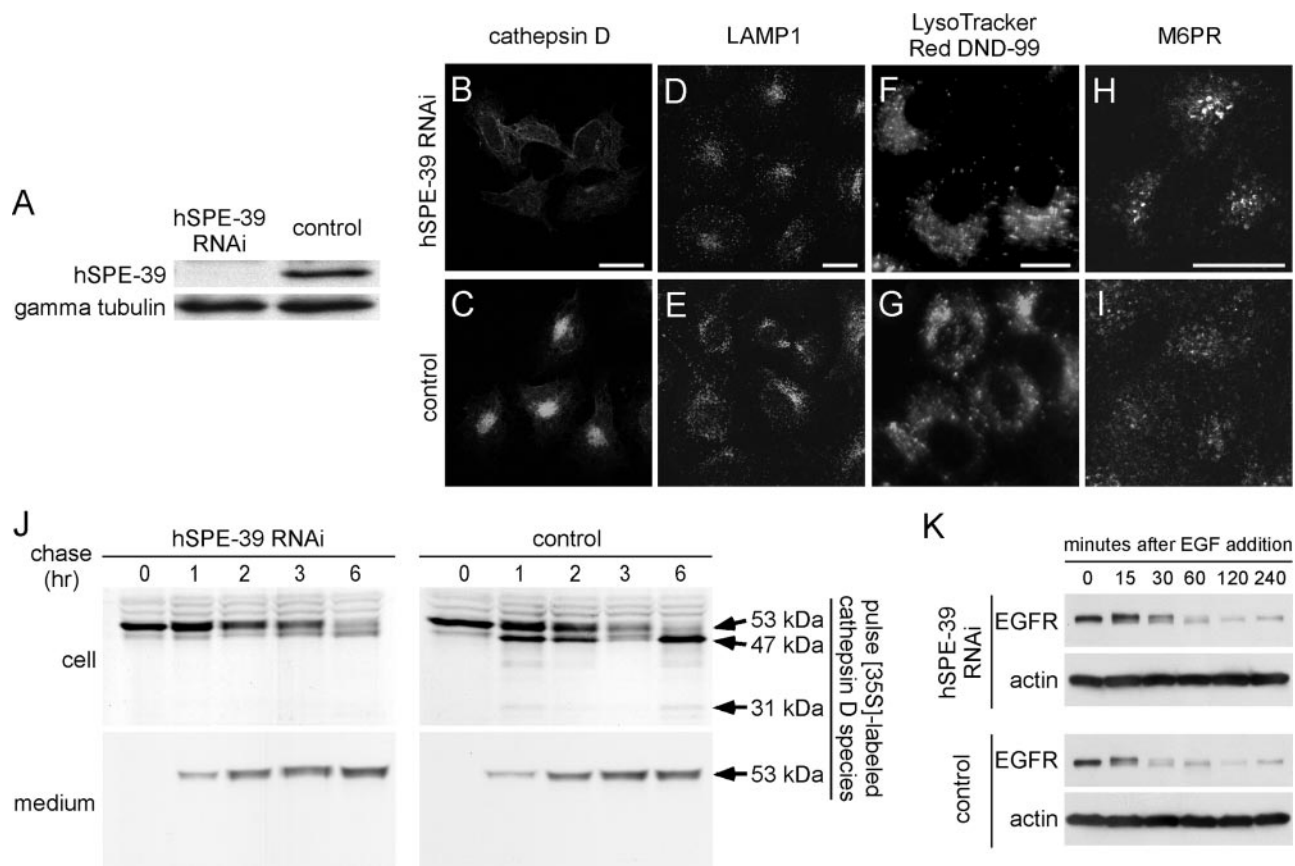 A
hSPE-39
RNAi
control
hSPE-39
gamma tubulin
cathepsin D
LAMP1
LysoTracker
Red DND-99
M6PR
hSPE-39 RNAi
control
B
D
F
H
C
E
G
I
J
hSPE-39 RNAi
control
chase
(hr)
0 1 2 3 6
0 1 2 3 6
cell
medium
53 kDa
47 kDa
31 kDa
53 kDa
pulse [35S]-labeled
cathepsin D species
K
minutes after EGF addition
0 15 30 60 120 240
hSPE-39
RNAi
EGFR
actin
control
EGFR
actin